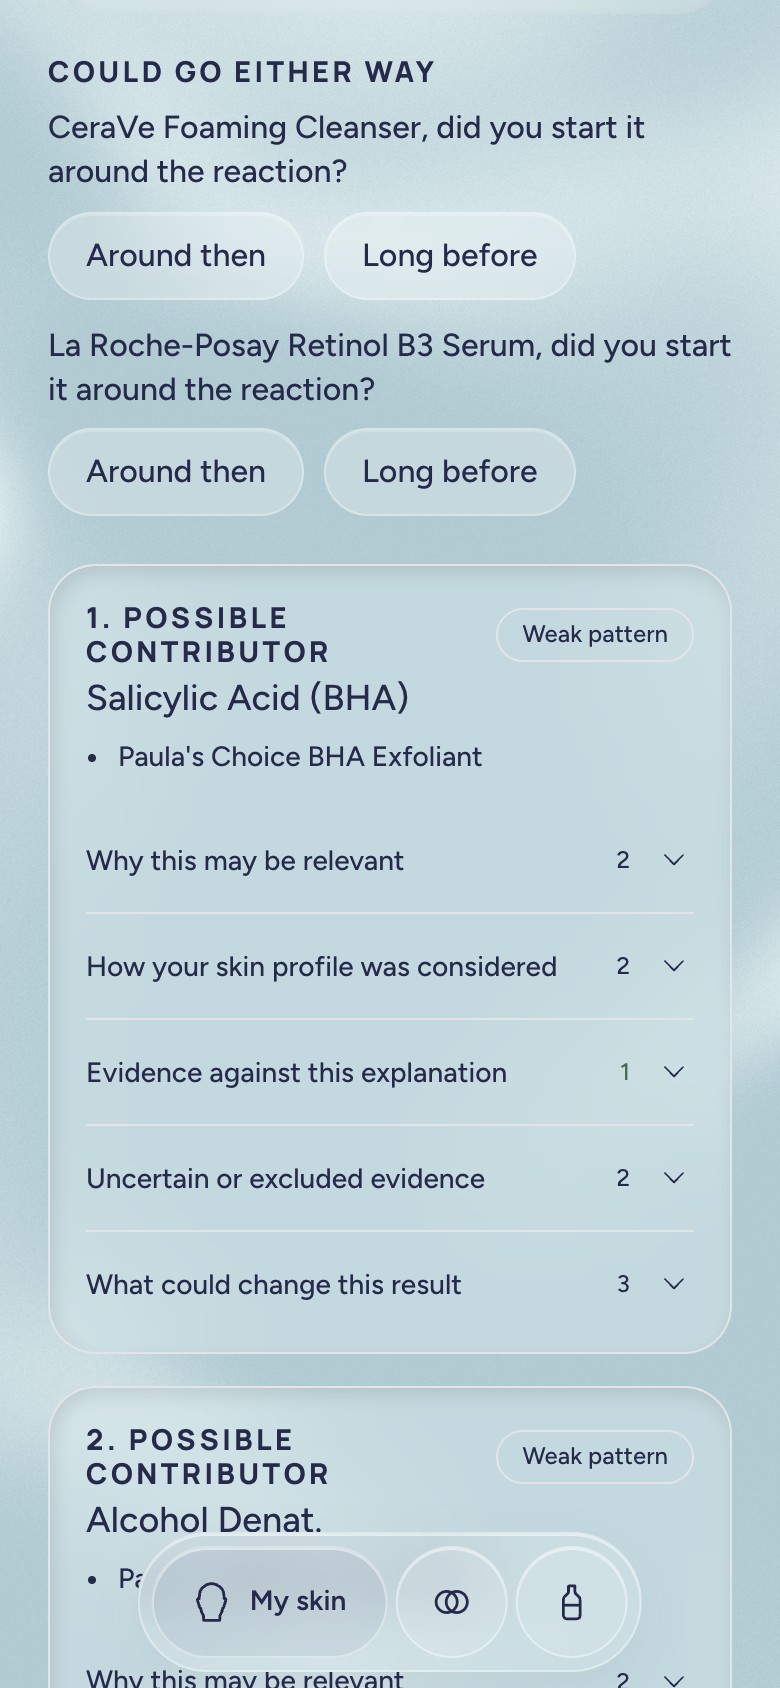 COULD GO EITHER WAY
CeraVe Foaming Cleanser, did you start it
around the reaction?
Around then
Long before
La Roche-Posay Retinol B3 Serum, did you start
it around the reaction?
Around then
Long before
1. POSSIBLE
CONTRIBUTOR
Weak pattern
Salicylic Acid (BHA)
• Paula's Choice BHA Exfoliant
Why this may be relevant 2
How your skin profile was considered 2
Evidence against this explanation 1
Uncertain or excluded evidence 2
What could change this result 3
2. POSSIBLE
CONTRIBUTOR
Weak pattern
Alcohol Denat.
My skin
Why this may be relevant 2